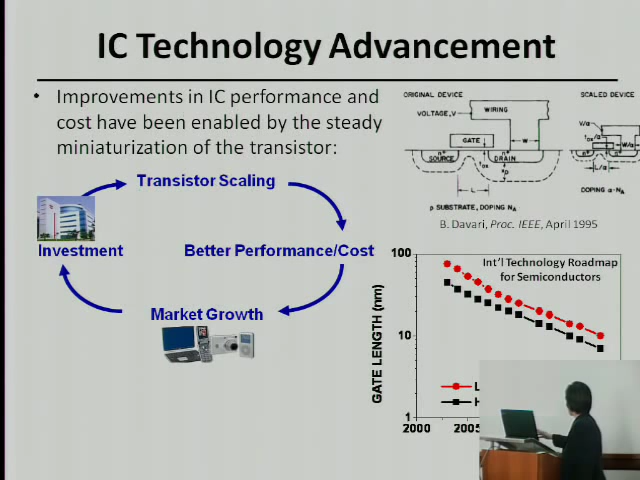 IC Technology Advancement
• Improvements in IC performance and
cost have been enabled by the steady
miniaturization of the transistor:
Transistor Scaling
Investment
Better Performance/Cost
Market Growth
ORIGINAL DEVICE
SCALED DEVICE
VOLTAGE, V
WIRING
GATE
W
SOURCE
DRAIN
n+
L
p SUBSTRATE, DOPING NA
V/α
tox/α
W/α
L/α
DOPING α·NA
B. Davari, Proc. IEEE, April 1995
Int'l Technology Roadmap
for Semiconductors
GATE LENGTH (nm)
100
10
1
2000
2005
L
H